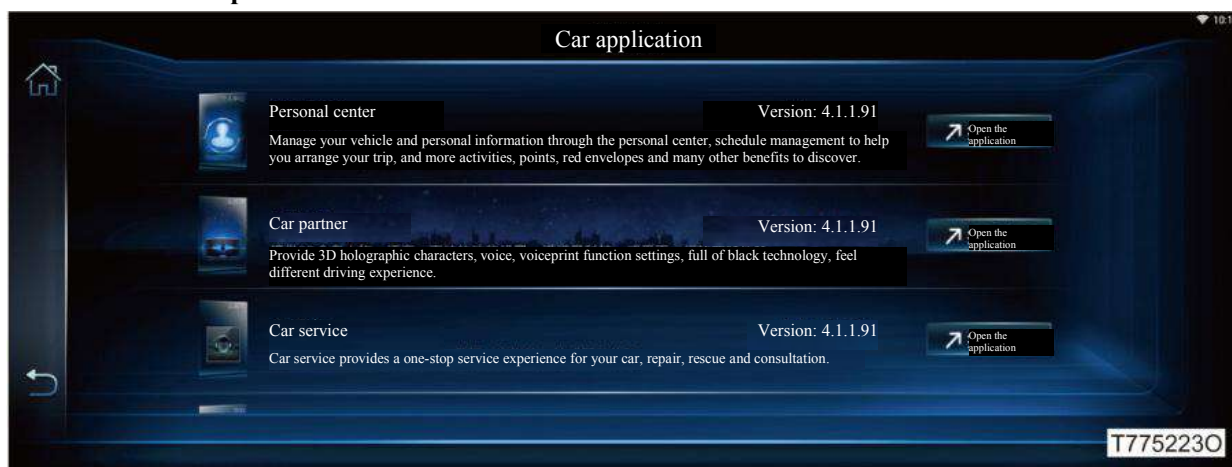 Car application
10:1
Personal center
Version: 4.1.1.91
Manage your vehicle and personal information through the personal center, schedule management to help
you arrange your trip, and more activities, points, red envelopes and many other benefits to discover.
Open the
application
Car partner
Version: 4.1.1.91
Provide 3D holographic characters, voice, voiceprint function settings, full of black technology, feel
different driving experience.
Open the
application
Car service
Version: 4.1.1.91
Car service provides a one-stop service experience for your car, repair, rescue and consultation.
Open the
application
T775223O